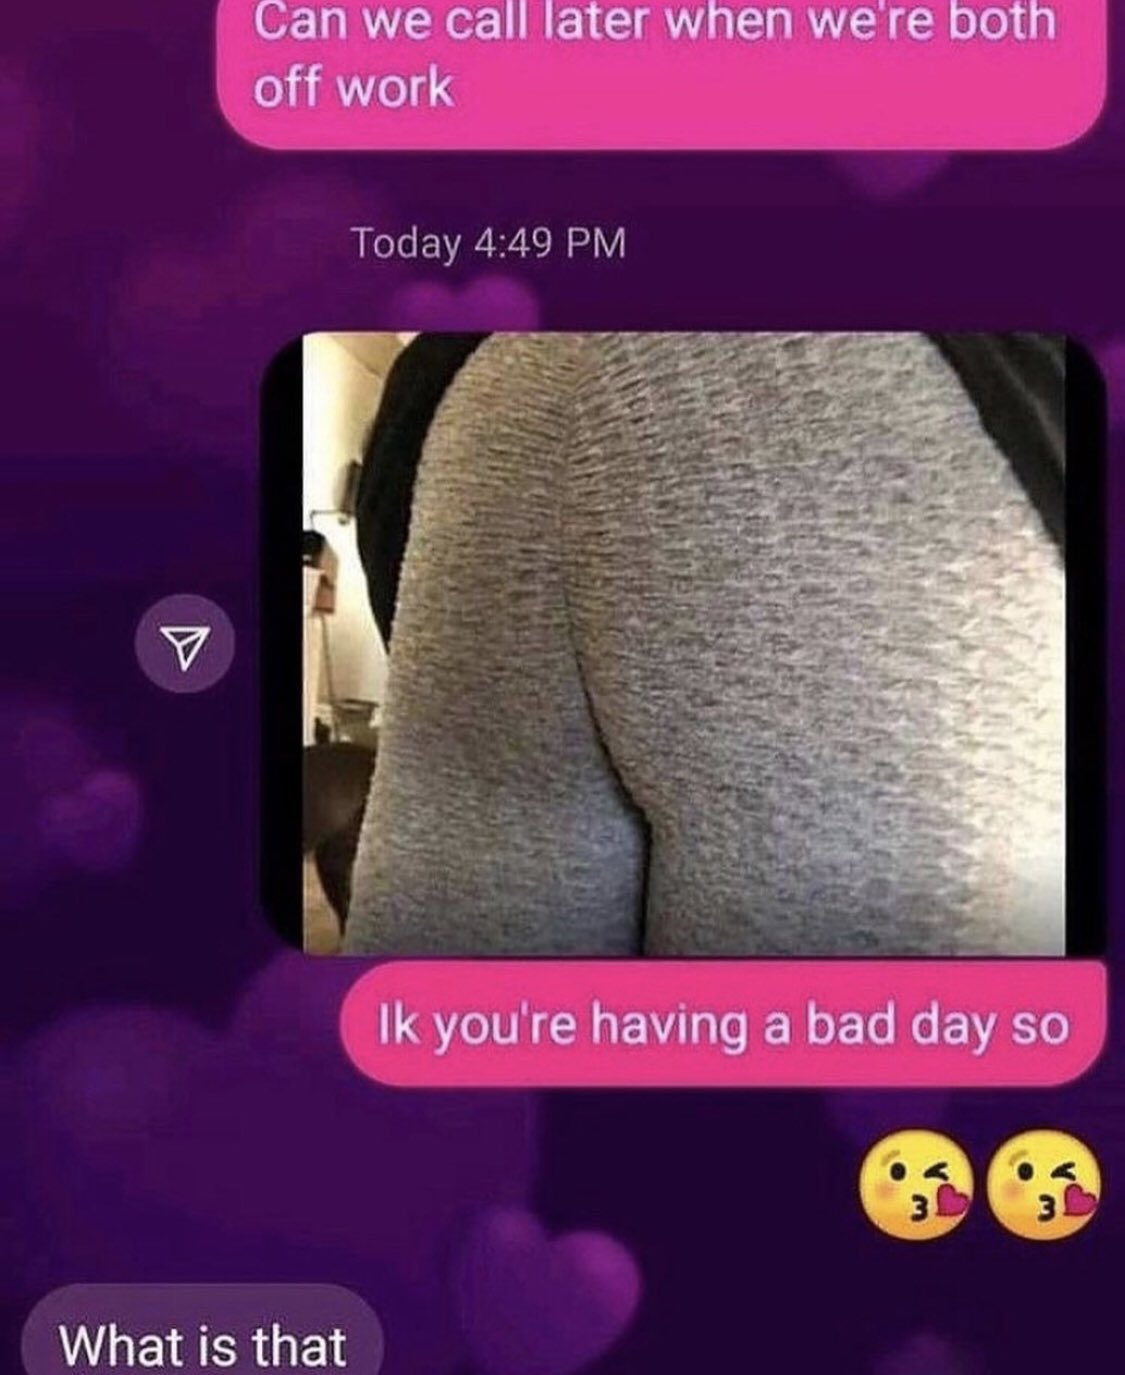 Can we call later when we're both
off work
Today 4:49 PM
Ik you're having a bad day so
What is that